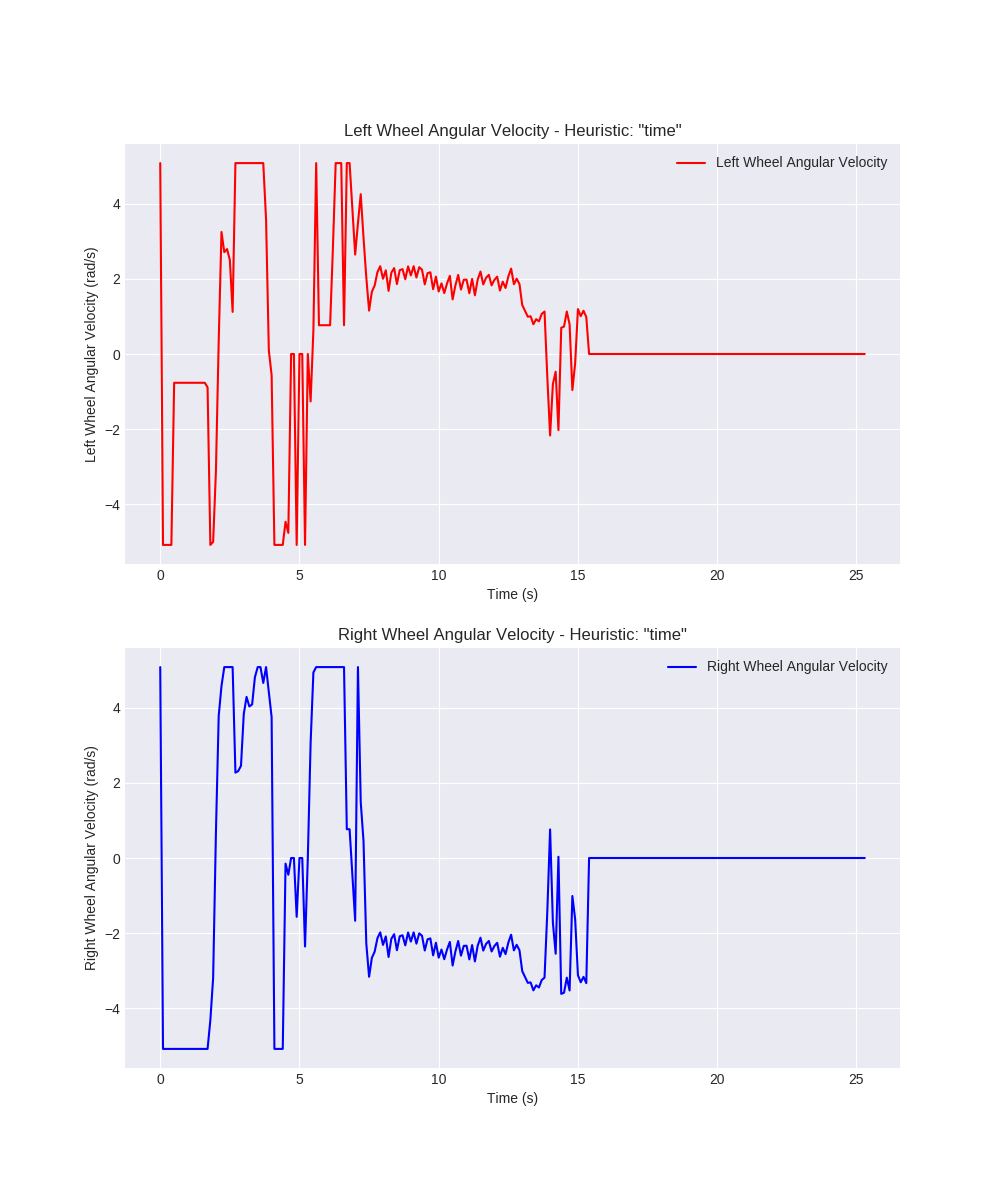 Left Wheel Angular Velocity - Heuristic: "time"
Left Wheel Angular Velocity
Left Wheel Angular Velocity (rad/s)
4
2
0
−2
−4
0 5 10 15 20 25
Time (s)
Right Wheel Angular Velocity - Heuristic: "time"
Right Wheel Angular Velocity
Right Wheel Angular Velocity (rad/s)
4
2
0
−2
−4
0 5 10 15 20 25
Time (s)